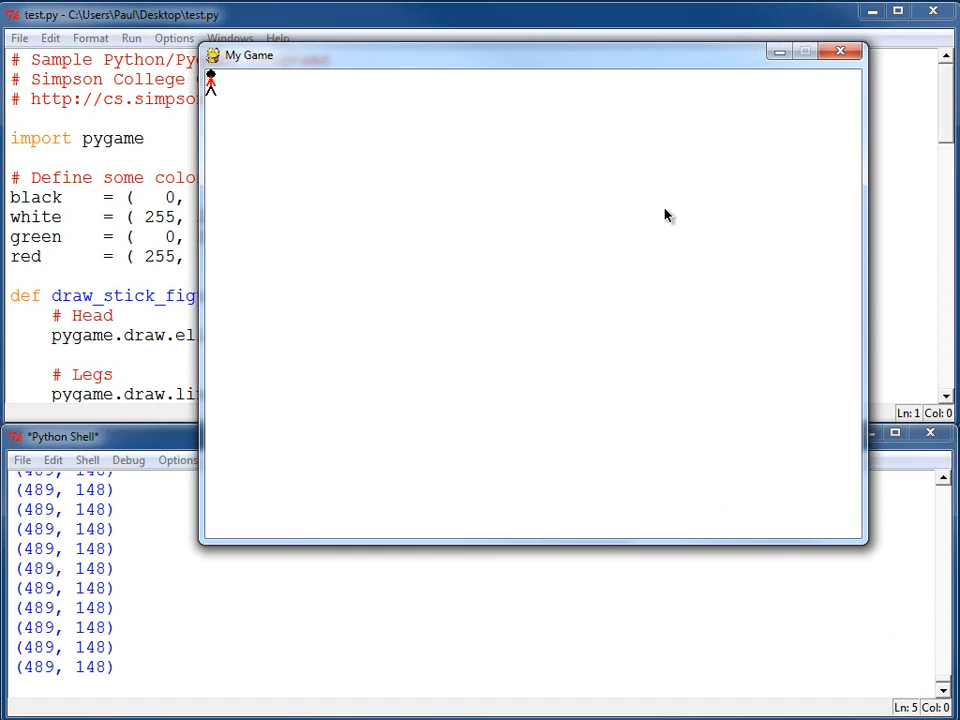 test.py - C:\Users\Paul\Desktop\test.py
File Edit Format Run Options Windows Help
# Sample Python/Py
# Simpson College
# http://cs.simpso
import pygame
# Define some colo
black = ( 0,
white = ( 255,
green = ( 0,
red = ( 255,
def draw_stick_fig
# Head
pygame.draw.el
# Legs
pygame.draw.li
Ln: 1 Col: 0
My Game
*Python Shell*
File Edit Shell Debug Options
(489, 148)
(489, 148)
(489, 148)
(489, 148)
(489, 148)
(489, 148)
(489, 148)
(489, 148)
(489, 148)
(489, 148)
(489, 148)
Ln: 5 Col: 0